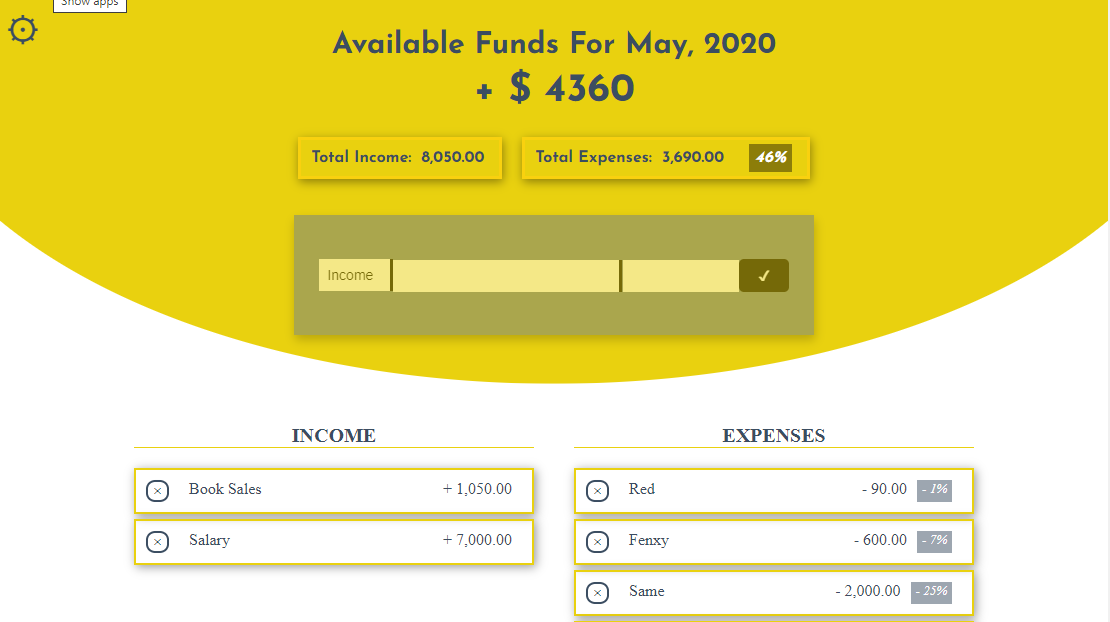 Show apps
Available Funds For May, 2020
+ $ 4360
Total Income: 8,050.00
Total Expenses: 3,690.00 46%
Income ✓
INCOME
× Book Sales + 1,050.00
× Salary + 7,000.00
EXPENSES
× Red - 90.00 - 1%
× Fenxy - 600.00 - 7%
× Same - 2,000.00 - 25%